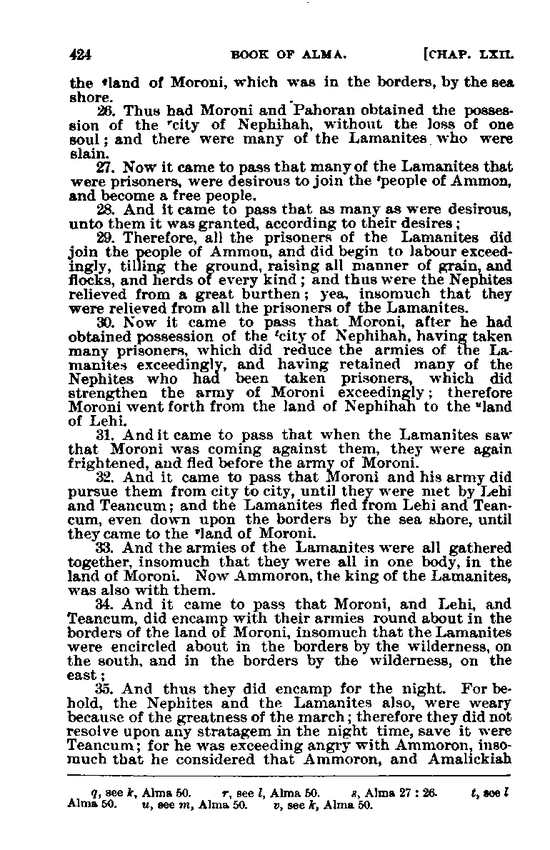 424 BOOK OF ALMA. [CHAP. LXII.
the qland of Moroni, which was in the borders, by the sea
shore.
26. Thus had Moroni and Pahoran obtained the posses-
sion of the rcity of Nephihah, without the loss of one
soul; and there were many of the Lamanites who were
slain.
27. Now it came to pass that many of the Lamanites that
were prisoners, were desirous to join the speople of Ammon,
and become a free people.
28. And it came to pass that as many as were desirous,
unto them it was granted, according to their desires;
29. Therefore, all the prisoners of the Lamanites did
join the people of Ammon, and did begin to labour exceed-
ingly, tilling the ground, raising all manner of grain, and
flocks, and herds of every kind; and thus were the Nephites
relieved from a great burthen; yea, insomuch that they
were relieved from all the prisoners of the Lamanites.
30. Now it came to pass that Moroni, after he had
obtained possession of the tcity of Nephihah, having taken
many prisoners, which did reduce the armies of the La-
manites exceedingly, and having retained many of the
Nephites who had been taken prisoners, which did
strengthen the army of Moroni exceedingly; therefore
Moroni went forth from the land of Nephihah to the uland
of Lehi.
31. And it came to pass that when the Lamanites saw
that Moroni was coming against them, they were again
frightened, and fled before the army of Moroni.
32. And it came to pass that Moroni and his army did
pursue them from city to city, until they were met by Lehi
and Teancum; and the Lamanites fled from Lehi and Tean-
cum, even down upon the borders by the sea shore, until
they came to the vland of Moroni.
33. And the armies of the Lamanites were all gathered
together, insomuch that they were all in one body, in the
land of Moroni. Now Ammoron, the king of the Lamanites,
was also with them.
34. And it came to pass that Moroni, and Lehi, and
Teancum, did encamp with their armies round about in the
borders of the land of Moroni, insomuch that the Lamanites
were encircled about in the borders by the wilderness, on
the south, and in the borders by the wilderness, on the
east;
35. And thus they did encamp for the night. For be-
hold, the Nephites and the Lamanites also, were weary
because of the greatness of the march; therefore they did not
resolve upon any stratagem in the night time, save it were
Teancum; for he was exceeding angry with Ammoron, inso-
much that he considered that Ammoron, and Amalickiah
q, see k, Alma 50. r, see l, Alma 50. s, Alma 27 : 26. t, see l
Alma 50. u, see m, Alma 50. v, see k, Alma 50.